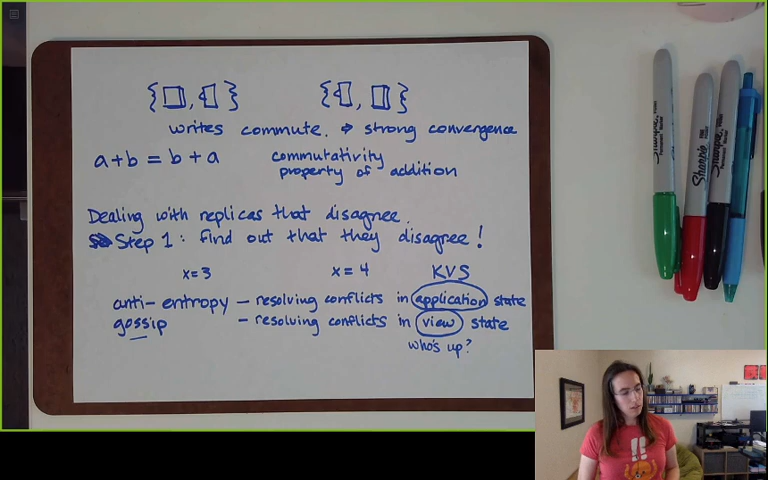 {□, ◁} {◁, □}
writes commute. ⇒ strong convergence
a+b = b+a commutativity property of addition
Dealing with replicas that disagree.
Step 1: find out that they disagree!
x=3 x=4 KVS
anti-entropy - resolving conflicts in application state
gossip - resolving conflicts in view state
who's up?
Sharpie
Sharpie
Sharpie
!!